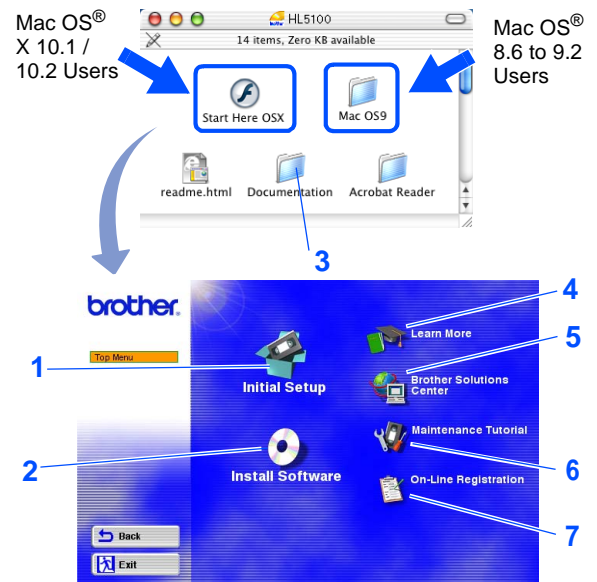 Mac OS®
X 10.1 /
10.2 Users
HL5100
14 items, Zero KB available
Mac OS®
8.6 to 9.2
Users
Start Here OSX
Mac OS9
readme.html
Documentation
Acrobat Reader
3
brother.
Top Menu
1
Initial Setup
2
Install Software
4
Learn More
5
Brother Solutions
Center
Maintenance Tutorial
6
On-Line Registration
7
Back
Exit